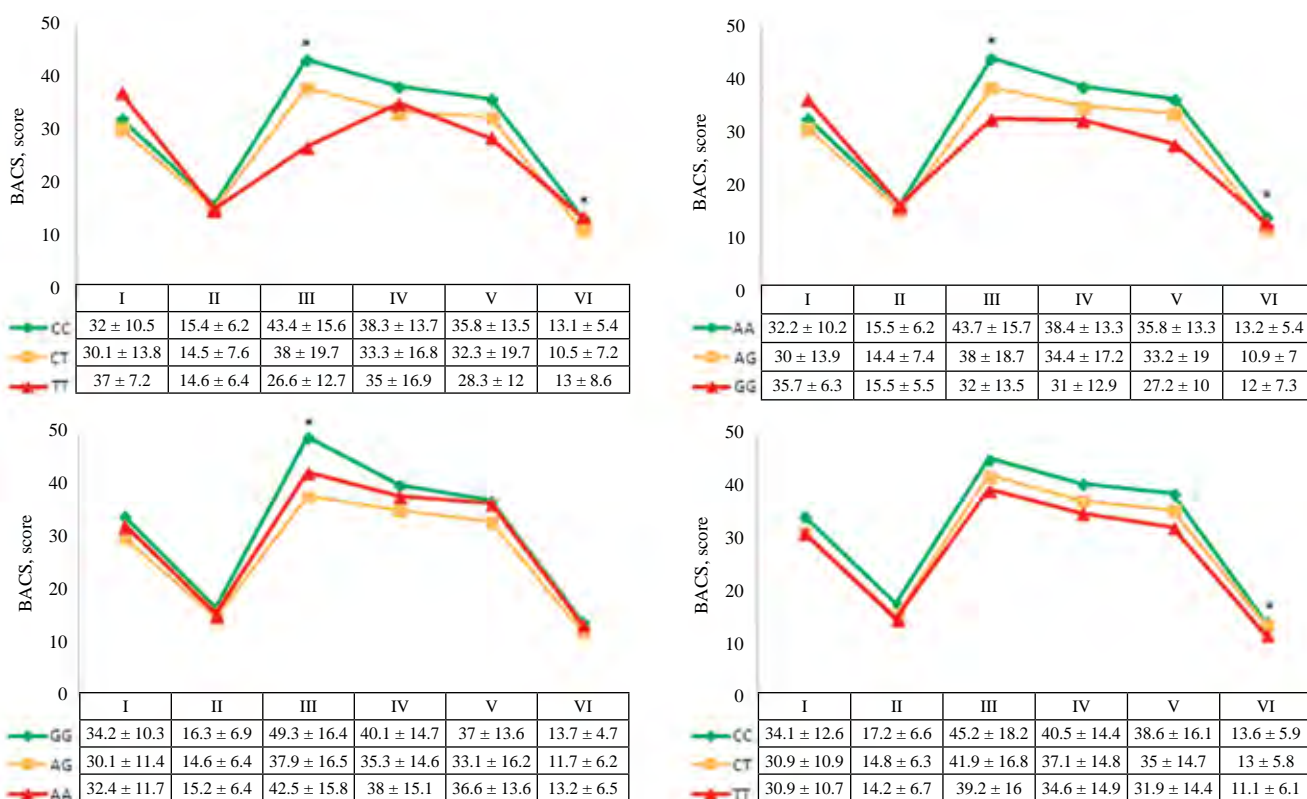 50
40
30
20
10
0
BACS, score
*
*
I II III IV V VI
CC 32 ± 10.5 15.4 ± 6.2 43.4 ± 15.6 38.3 ± 13.7 35.8 ± 13.5 13.1 ± 5.4
CT 30.1 ± 13.8 14.5 ± 7.6 38 ± 19.7 33.3 ± 16.8 32.3 ± 19.7 10.5 ± 7.2
TT 37 ± 7.2 14.6 ± 6.4 26.6 ± 12.7 35 ± 16.9 28.3 ± 12 13 ± 8.6
50
40
30
20
10
0
BACS, score
*
*
I II III IV V VI
AA 32.2 ± 10.2 15.5 ± 6.2 43.7 ± 15.7 38.4 ± 13.3 35.8 ± 13.3 13.2 ± 5.4
AG 30 ± 13.9 14.4 ± 7.4 38 ± 18.7 34.4 ± 17.2 33.2 ± 19 10.9 ± 7
GG 35.7 ± 6.3 15.5 ± 5.5 32 ± 13.5 31 ± 12.9 27.2 ± 10 12 ± 7.3
50
40
30
20
10
0
BACS, score
*
I II III IV V VI
GG 34.2 ± 10.3 16.3 ± 6.9 49.3 ± 16.4 40.1 ± 14.7 37 ± 13.6 13.7 ± 4.7
AG 30.1 ± 11.4 14.6 ± 6.4 37.9 ± 16.5 35.3 ± 14.6 33.1 ± 16.2 11.7 ± 6.2
AA 32.4 ± 11.7 15.2 ± 6.4 42.5 ± 15.8 38 ± 15.1 36.6 ± 13.6 13.2 ± 6.5
50
40
30
20
10
0
BACS, score
*
I II III IV V VI
CC 34.1 ± 12.6 17.2 ± 6.6 45.2 ± 18.2 40.5 ± 14.4 38.6 ± 16.1 13.6 ± 5.9
CT 30.9 ± 10.9 14.8 ± 6.3 41.9 ± 16.8 37.1 ± 14.8 35 ± 14.7 13 ± 5.8
TT 30.9 ± 10.7 14.2 ± 6.7 39.2 ± 16 34.6 ± 14.9 31.9 ± 14.4 11.1 ± 6.1